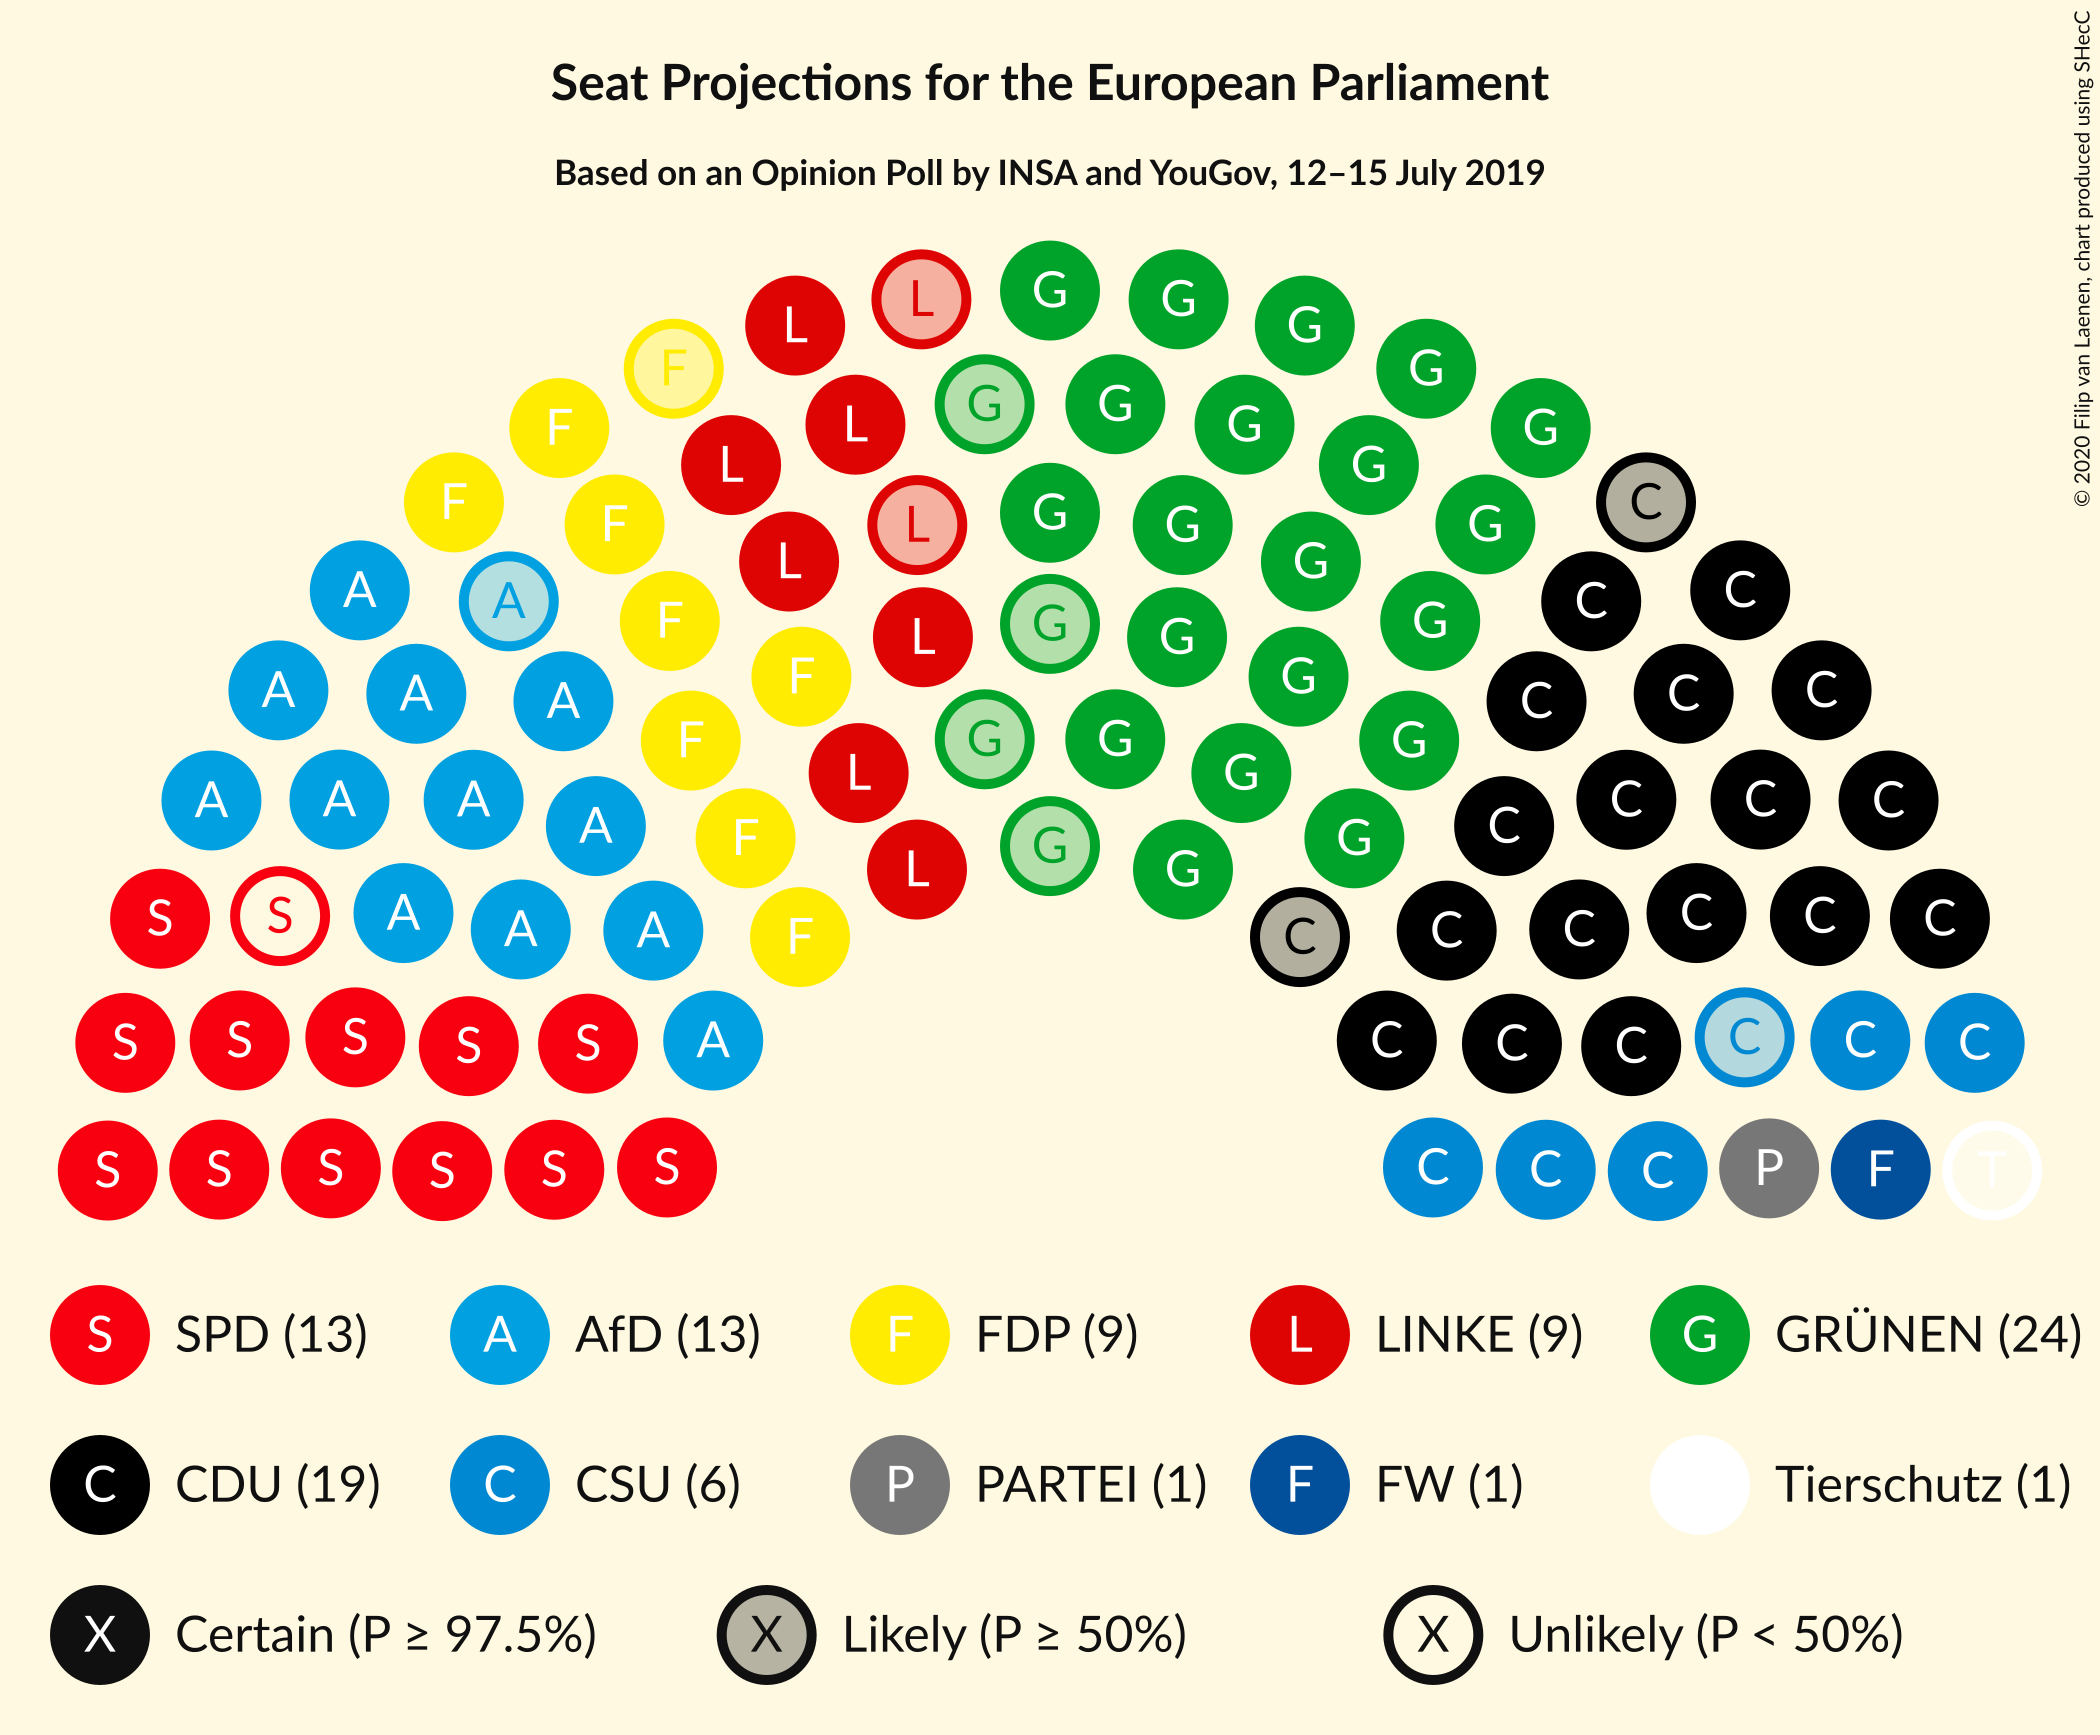 Seat Projections for the European Parliament
Based on an Opinion Poll by INSA and YouGov, 12–15 July 2019
© 2020 Filip van Laenen, chart produced using SHecC
L G G
L G
F G
G G
F L G G
L G
F C
F L G G G
L G
A A C C
F L G G G
A A A F G C C C
F G G G
A A A L G C C C
A F G G C
L G
S S A A A F C C C C C C
S S S S S A C C C C C C
S S S S S S C C C P F T
S SPD (13) A AfD (13) F FDP (9) L LINKE (9) G GRÜNEN (24)
C CDU (19) C CSU (6) P PARTEI (1) F FW (1) Tierschutz (1)
X Certain (P ≥ 97.5%) X Likely (P ≥ 50%) X Unlikely (P < 50%)